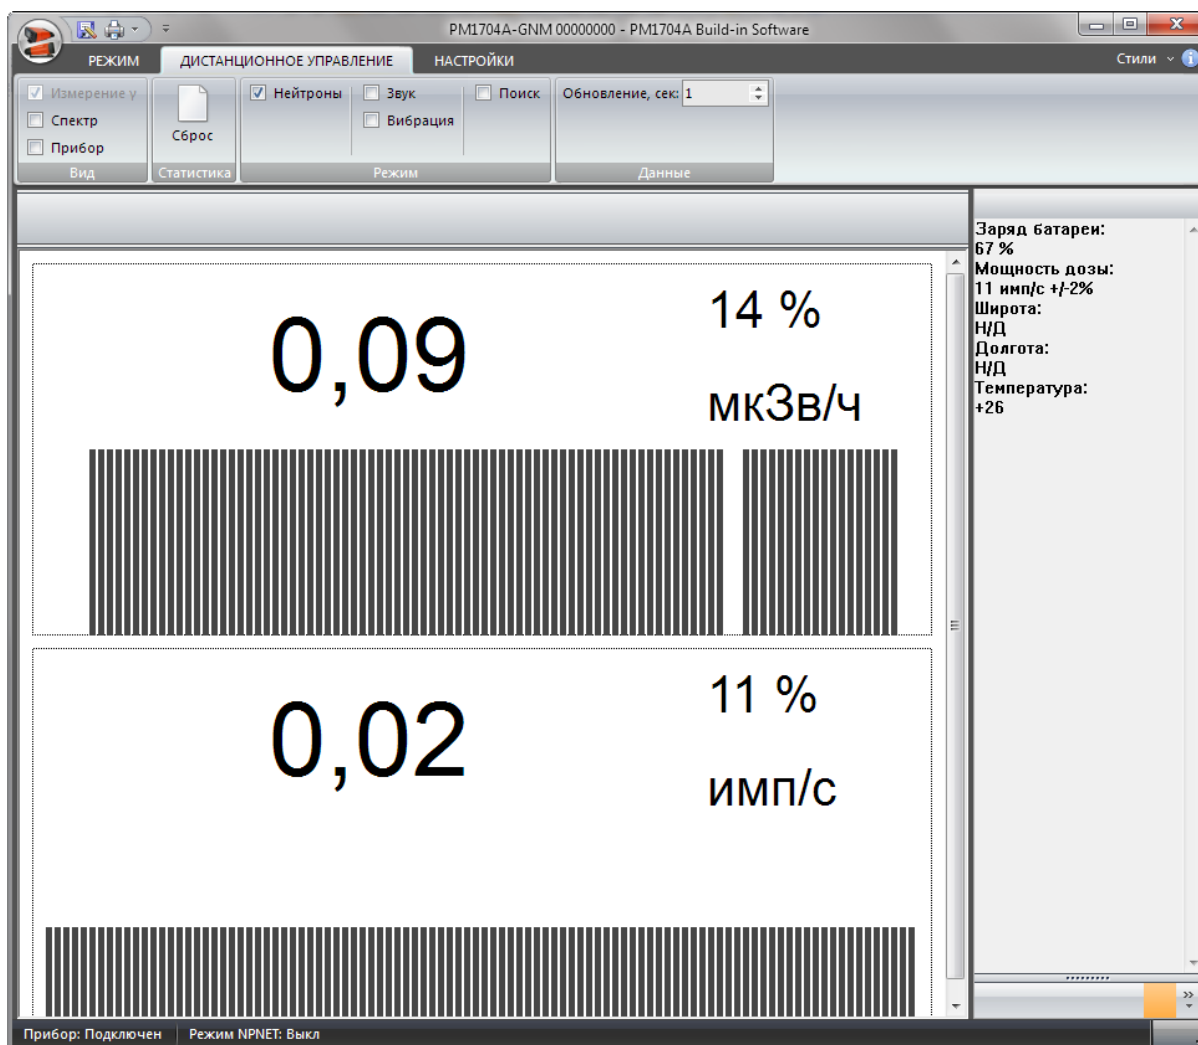 PM1704A-GNM 00000000 - PM1704A Build-in Software
РЕЖИМ
ДИСТАНЦИОННОЕ УПРАВЛЕНИЕ
НАСТРОЙКИ
Стили
Измерение γ
Спектр
Прибор
Вид
Сброс
Статистика
Нейтроны
Звук
Вибрация
Поиск
Режим
Обновление, сек: 1
Данные
0,09
14 %
мкЗв/ч
0,02
11 %
имп/с
Заряд батареи:
67 %
Мощность дозы:
11 имп/с +/-2%
Широта:
Н/Д
Долгота:
Н/Д
Температура:
+26
Прибор: Подключен
Режим NPNET: Выкл